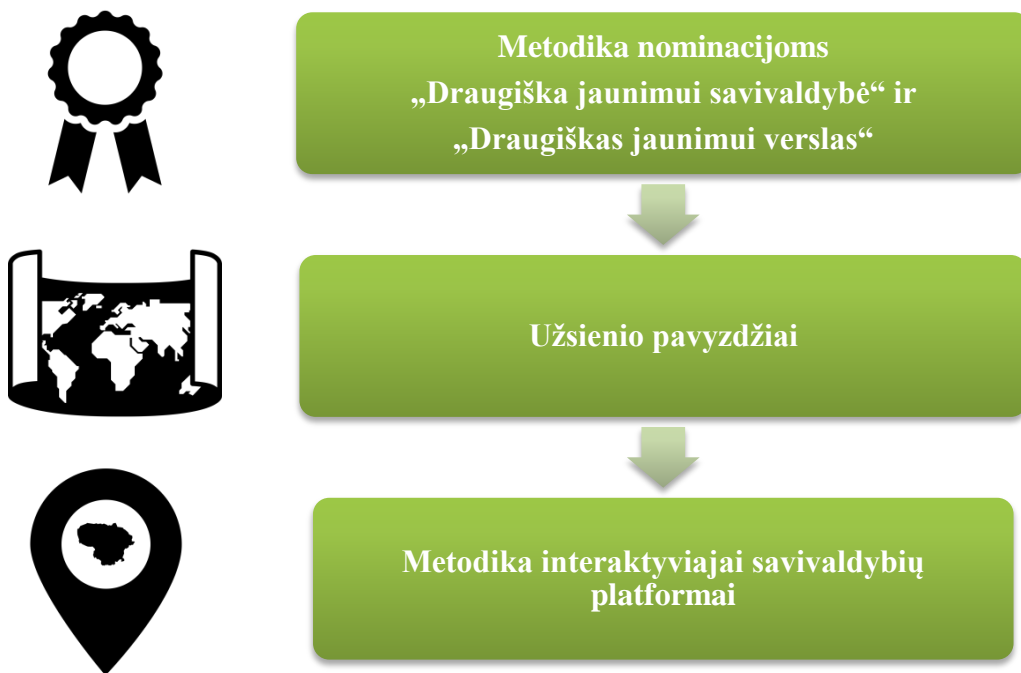 Metodika nominacijoms
„Draugiška jaunimui savivaldybė“ ir
„Draugiškas jaunimui verslas“
Užsienio pavyzdžiai
Metodika interaktyviajai savivaldybių
platformai